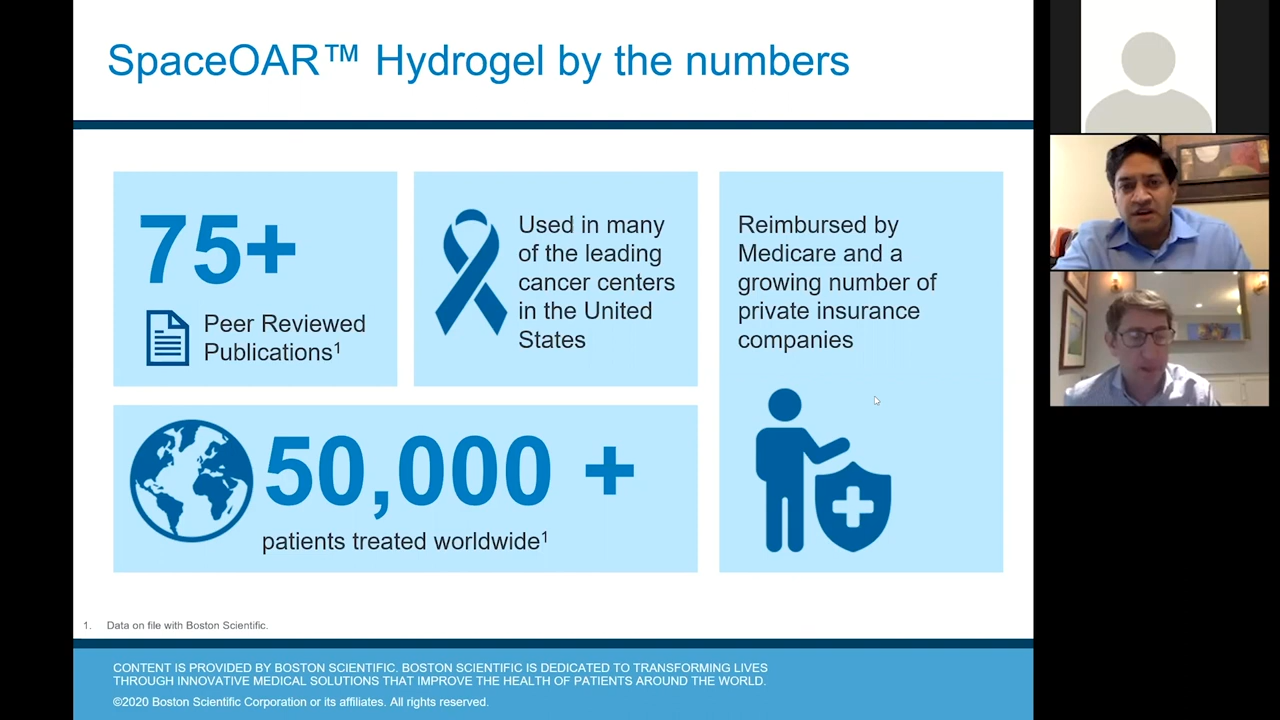 SpaceOAR™ Hydrogel by the numbers
75+
Peer Reviewed
Publications¹
Used in many
of the leading
cancer centers
in the United
States
Reimbursed by
Medicare and a
growing number of
private insurance
companies
50,000 +
patients treated worldwide¹
1. Data on file with Boston Scientific.
CONTENT IS PROVIDED BY BOSTON SCIENTIFIC. BOSTON SCIENTIFIC IS DEDICATED TO TRANSFORMING LIVES
THROUGH INNOVATIVE MEDICAL SOLUTIONS THAT IMPROVE THE HEALTH OF PATIENTS AROUND THE WORLD.
©2020 Boston Scientific Corporation or its affiliates. All rights reserved.